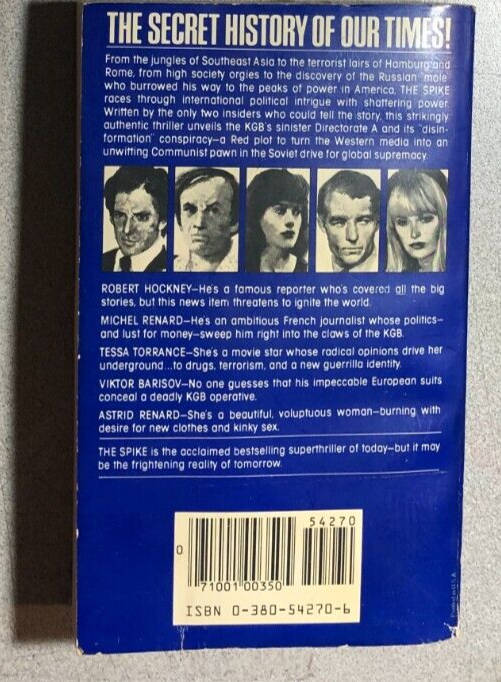 THE SECRET HISTORY OF OUR TIMES!
From the jungles of Southeast Asia to the terrorist lairs of Hamburg and
Rome, from high society orgies to the discovery of the Russian "mole"
who burrowed his way to the peaks of power in America, THE SPIKE
races through international political intrigue with shattering power.
Written by the only two insiders who could tell the story, this strikingly
authentic thriller unveils the KGB's sinister Directorate A and its "disin-
formation" conspiracy—a Red plot to turn the Western media into an
unwitting Communist pawn in the Soviet drive for global supremacy.
ROBERT HOCKNEY—He's a famous reporter who's covered all the big
stories, but this news item threatens to ignite the world.
MICHEL RENARD—He's an ambitious French journalist whose politics—
and lust for money—sweep him right into the claws of the KGB.
TESSA TORRANCE—She's a movie star whose radical opinions drive her
underground...to drugs, terrorism, and a new guerrilla identity.
VIKTOR BARISOV—No one guesses that his impeccable European suits
conceal a deadly KGB operative.
ASTRID RENARD—She's a beautiful, voluptuous woman—burning with
desire for new clothes and kinky sex.
THE SPIKE is the acclaimed bestselling superthriller of today—but it may
be the frightening reality of tomorrow.
54270
0
71001 00350
ISBN 0-380-54270-6